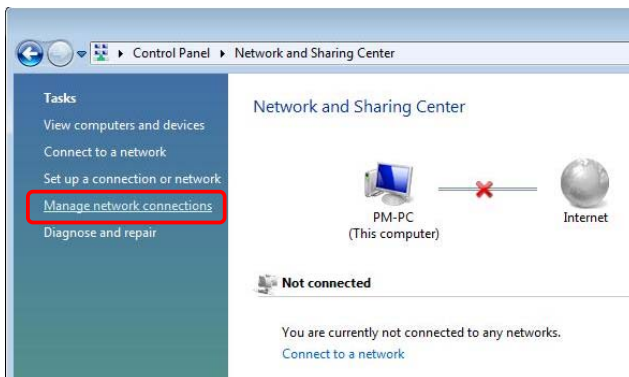 Control Panel ▸ Network and Sharing Center
Tasks
View computers and devices
Connect to a network
Set up a connection or network
Manage network connections
Diagnose and repair
Network and Sharing Center
PM-PC
(This computer)
Internet
Not connected
You are currently not connected to any networks.
Connect to a network